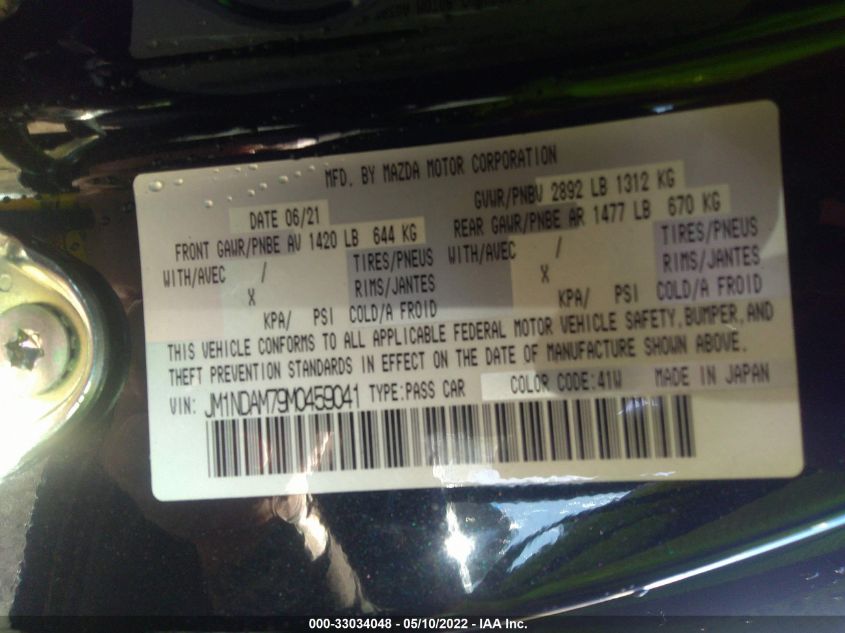 MFD. BY MAZDA MOTOR CORPORATION
DATE 06/21 GVWR/PNBV 2892 LB 1312 KG
FRONT GAWR/PNBE AV 1420 LB 644 KG REAR GAWR/PNBE AR 1477 LB 670 KG
WITH/AVEC / TIRES/PNEUS WITH/AVEC / TIRES/PNEUS
X RIMS/JANTES X RIMS/JANTES
KPA/ PSI COLD/A FROID KPA/ PSI COLD/A FROID
THIS VEHICLE CONFORMS TO ALL APPLICABLE FEDERAL MOTOR VEHICLE SAFETY, BUMPER, AND
THEFT PREVENTION STANDARDS IN EFFECT ON THE DATE OF MANUFACTURE SHOWN ABOVE.
VIN: JM1NDAM79M0459041 TYPE:PASS CAR COLOR CODE:41W MADE IN JAPAN
000-33034048 - 05/10/2022 - IAA Inc.